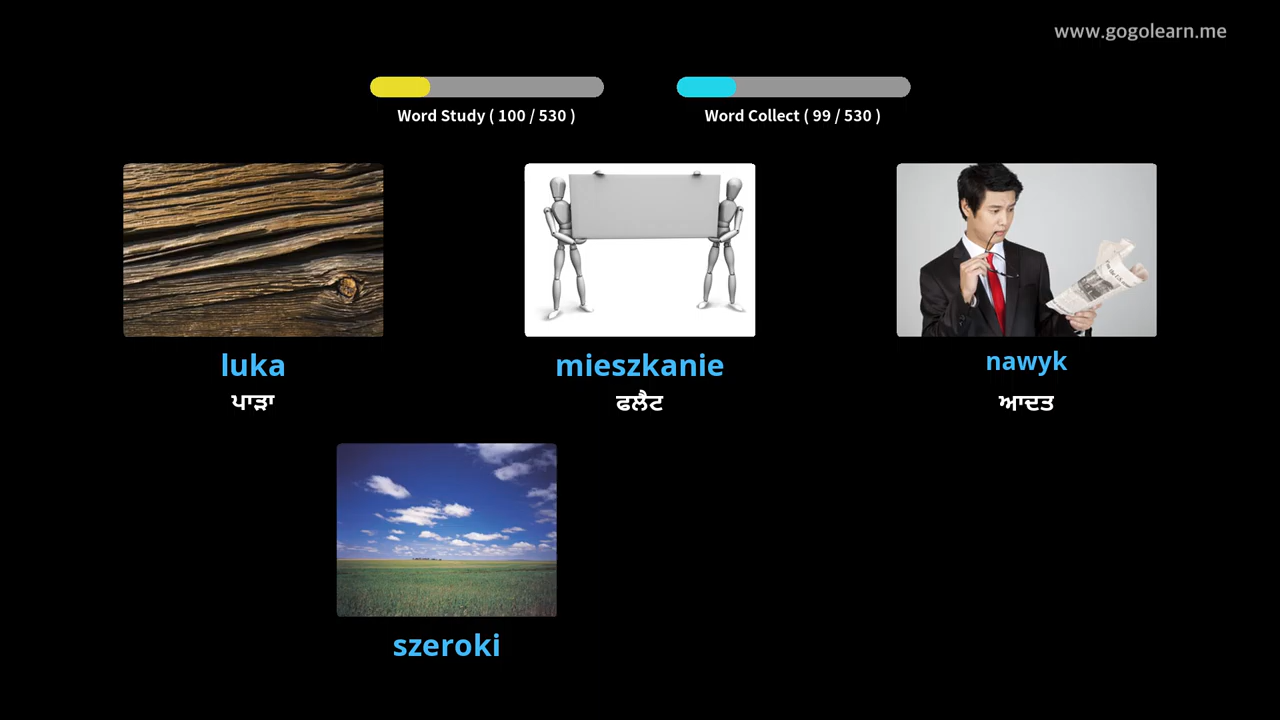 www.gogolearn.me
Word Study ( 100 / 530 )
Word Collect ( 99 / 530 )
luka
mieszkanie
nawyk
ਪਾੜਾ
ਫਲੈਟ
ਆਦਤ
szeroki